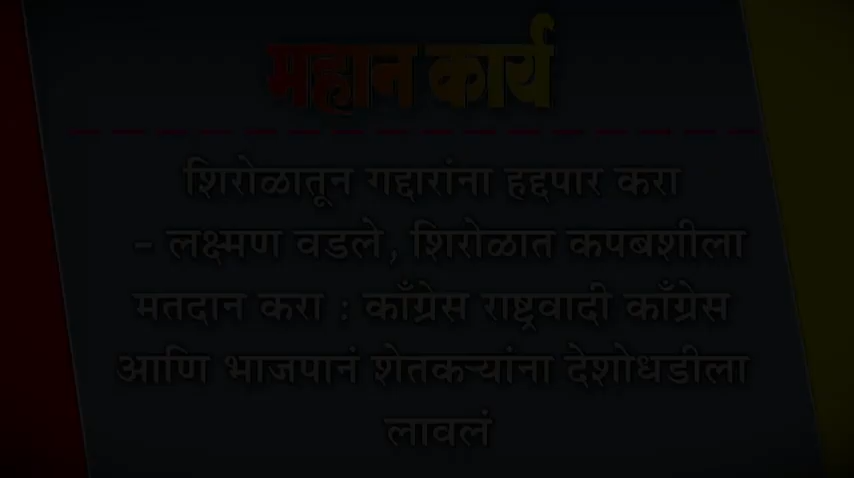 महान कार्य
शिरोळातून गद्दारांना हद्दपार करा
- लक्ष्मण वडले, शिरोळात कपबशीला
मतदान करा : काँग्रेस राष्ट्रवादी काँग्रेस
आणि भाजपानं शेतकऱ्यांना देशोधडीला
लावलं